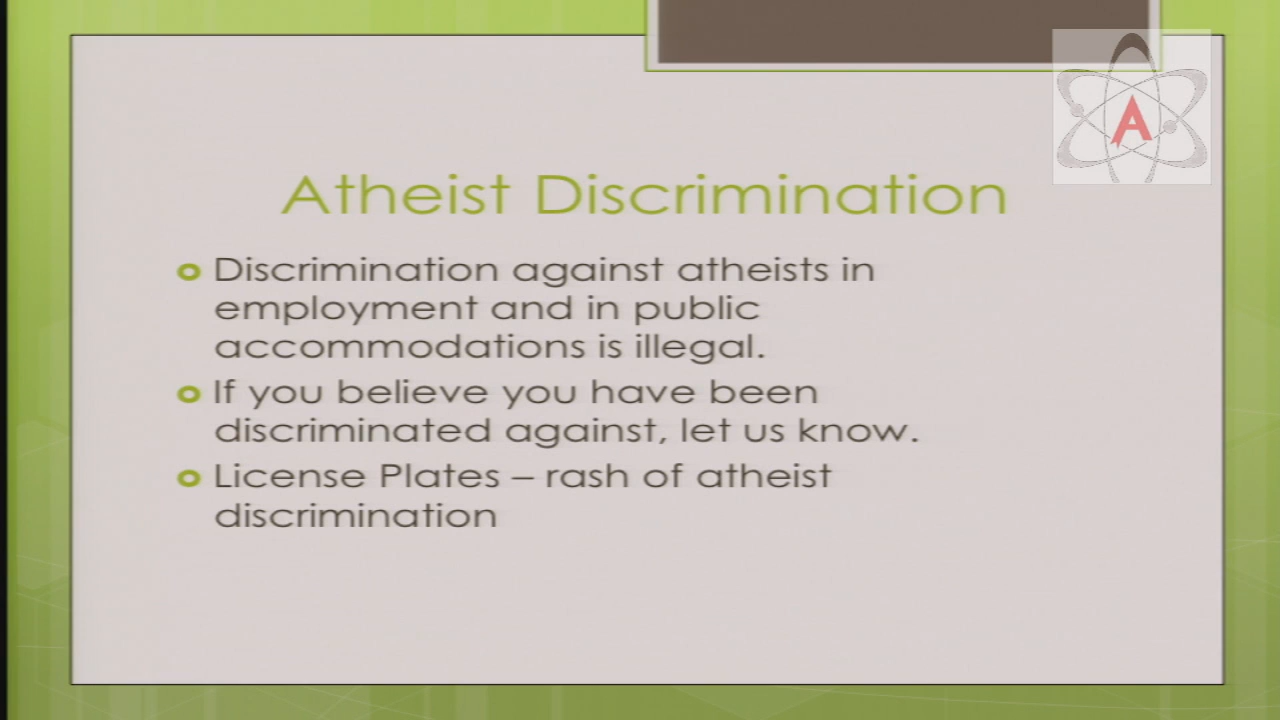 A
Atheist Discrimination
Discrimination against atheists in
employment and in public
accommodations is illegal.
If you believe you have been
discriminated against, let us know.
License Plates – rash of atheist
discrimination